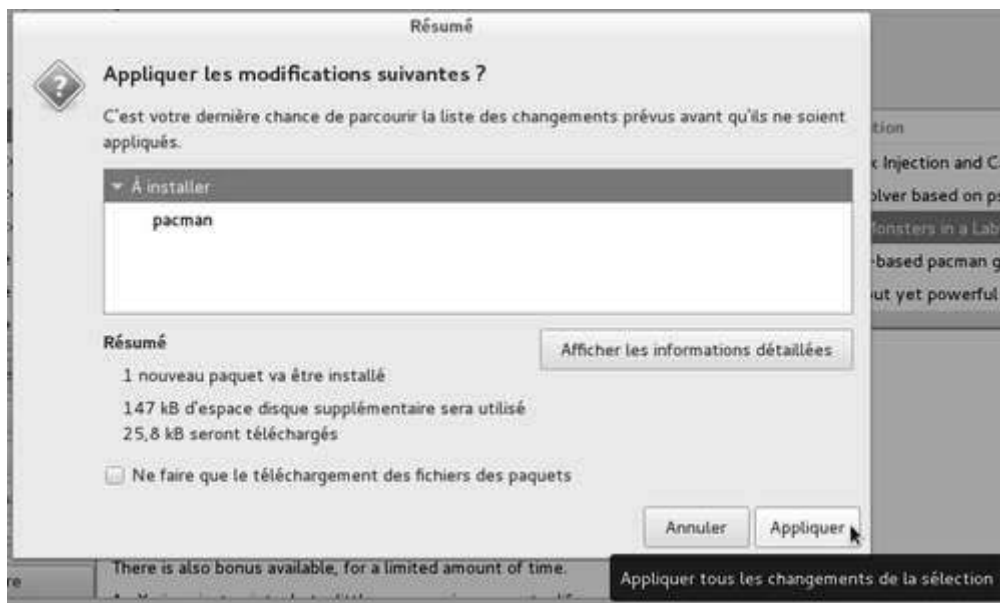 Résumé
Appliquer les modifications suivantes ?
C'est votre dernière chance de parcourir la liste des changements prévus avant qu'ils ne soient
appliqués.
À installer
pacman
Résumé
Afficher les informations détaillées
1 nouveau paquet va être installé
147 kB d'espace disque supplémentaire sera utilisé
25,8 kB seront téléchargés
Ne faire que le téléchargement des fichiers des paquets
Annuler
Appliquer
Appliquer tous les changements de la sélection
Injection and
based on
Monsters in a
-based pacman
yet powerful
There is also bonus available, for a limited amount of time.